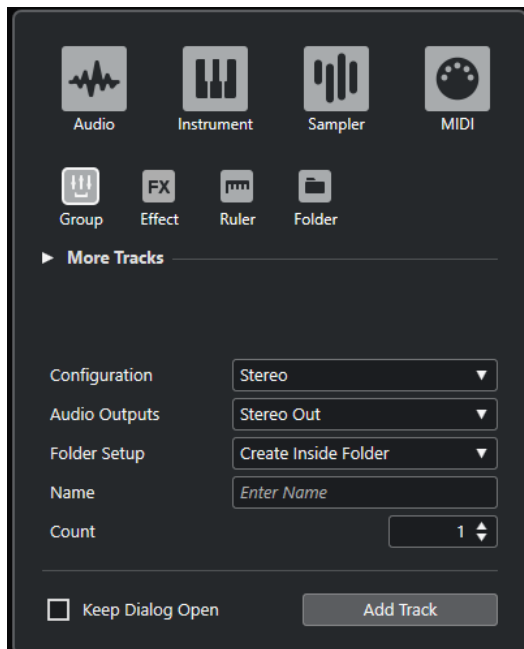 Audio Instrument Sampler MIDI
FX
Group Effect Ruler Folder
More Tracks
Configuration Stereo
Audio Outputs Stereo Out
Folder Setup Create Inside Folder
Name Enter Name
Count 1
Keep Dialog Open Add Track